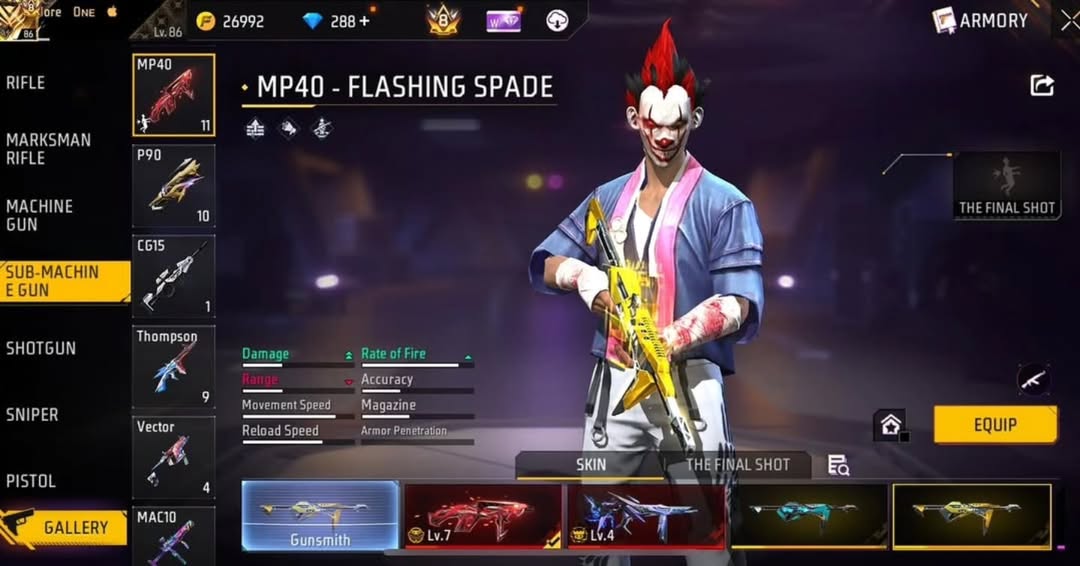 One
86
Lv. 86
26992
288 +
8
W
ARMORY
RIFLE
MARKSMAN
RIFLE
MACHINE
GUN
SUB-MACHIN
E GUN
SHOTGUN
SNIPER
PISTOL
GALLERY
MP40
11
P90
10
CG15
1
Thompson
9
Vector
4
MAC10
MP40 - FLASHING SPADE
THE FINAL SHOT
Damage
Rate of Fire
Range
Accuracy
Movement Speed
Magazine
Reload Speed
Armor Penetration
EQUIP
SKIN
THE FINAL SHOT
Gunsmith
Lv.7
Lv.4